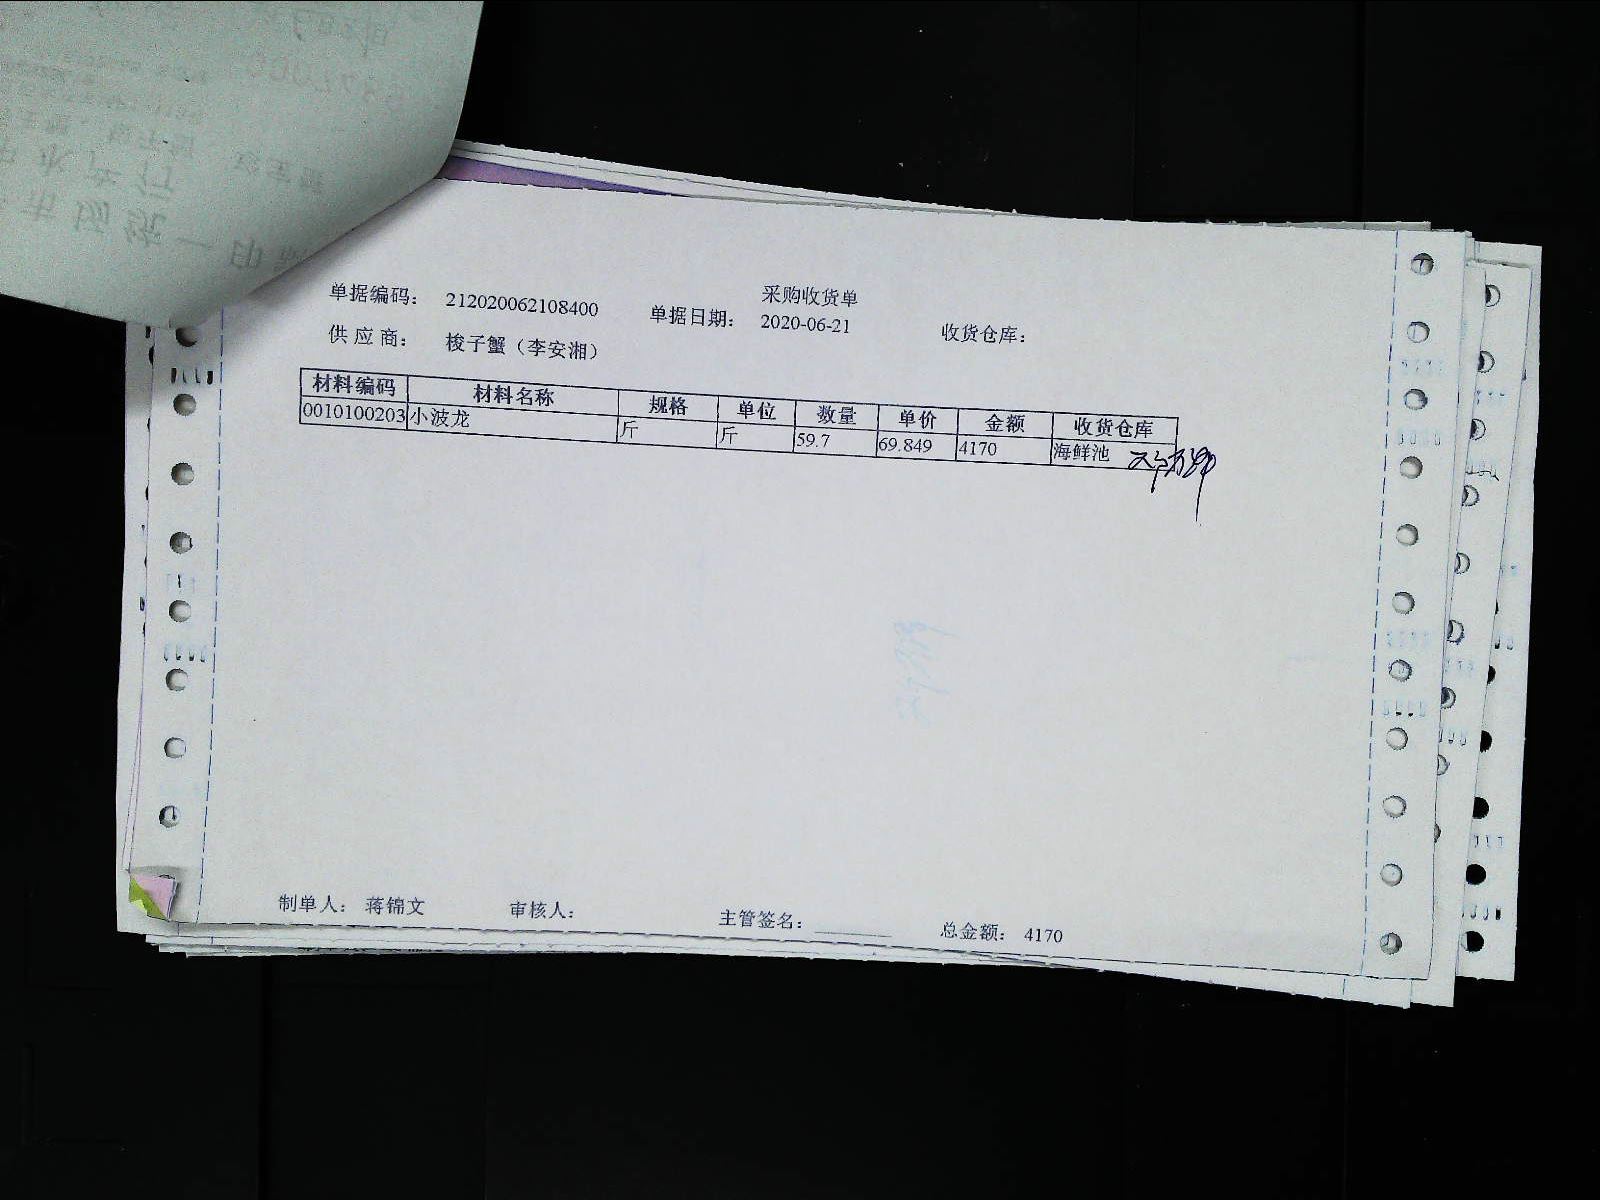 采购收货单
单据编码： 212020062108400 单据日期： 2020-06-21 收货仓库：
供应商： 梭子蟹（李安湘）
材料编码 材料名称 规格 单位 数量 单价 金额 收货仓库
0010100203 小波龙 斤 斤 59.7 69.849 4170 海鲜池
制单人： 蒋锦文 审核人： 主管签名：________ 总金额： 4170